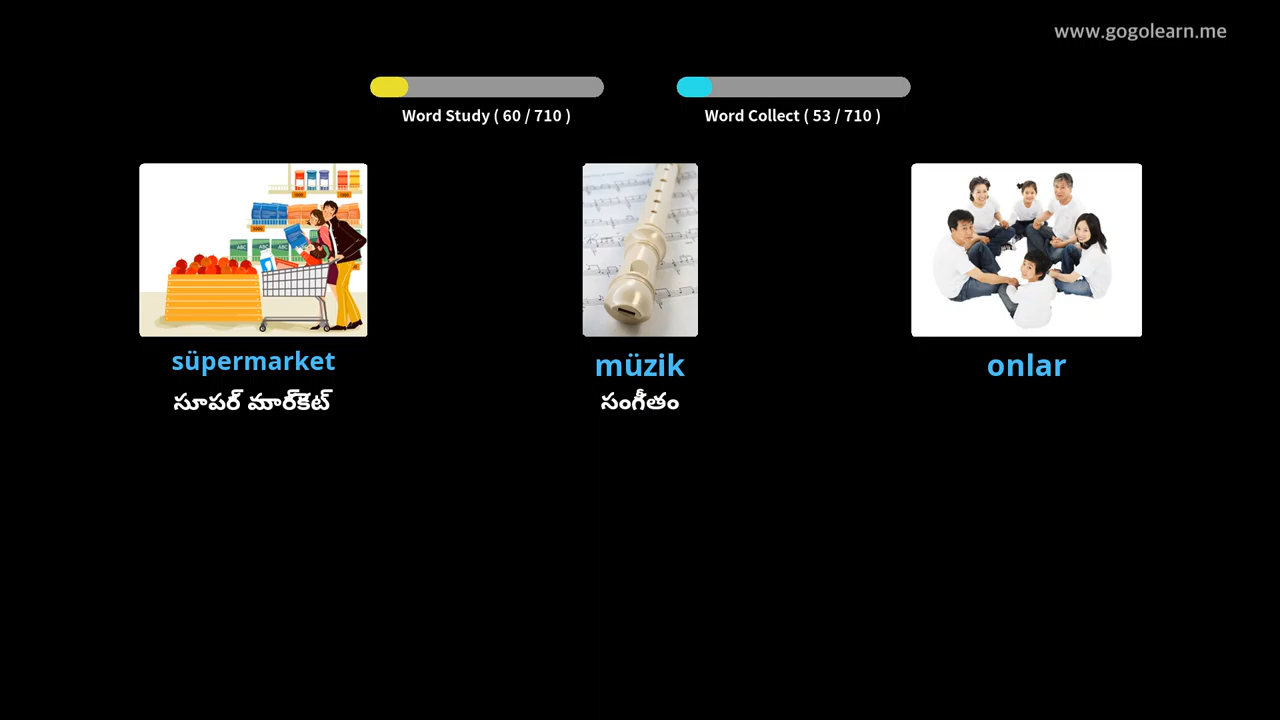 www.gogolearn.me
Word Study ( 60 / 710 )
Word Collect ( 53 / 710 )
süpermarket
müzik
onlar
సూపర్ మార్కెట్
సంగీతం